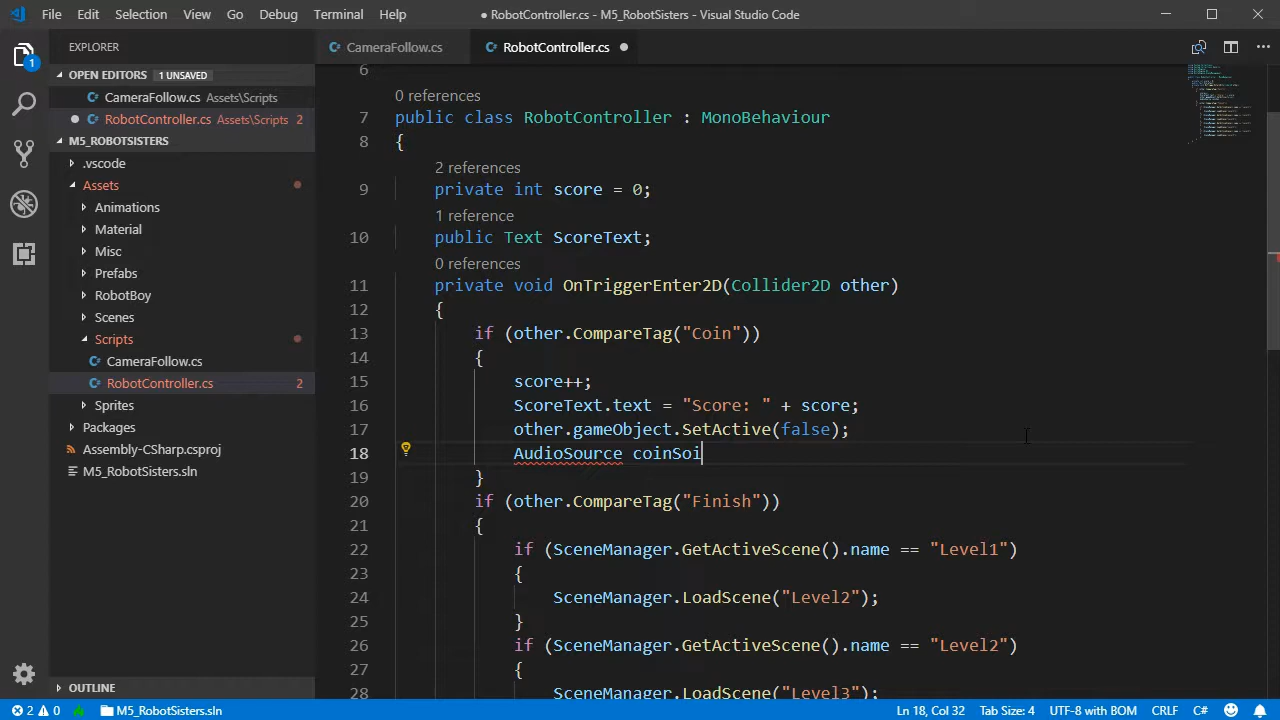 File Edit Selection View Go Debug Terminal Help ● RobotController.cs - M5_RobotSisters - Visual Studio Code
EXPLORER
OPEN EDITORS 1 UNSAVED
CameraFollow.cs Assets\Scripts
RobotController.cs Assets\Scripts 2
M5_ROBOTSISTERS
.vscode
Assets
Animations
Material
Misc
Prefabs
RobotBoy
Scenes
Scripts
CameraFollow.cs
RobotController.cs 2
Sprites
Packages
Assembly-CSharp.csproj
M5_RobotSisters.sln
OUTLINE
1
CameraFollow.cs RobotController.cs ●
6
0 references
7 public class RobotController : MonoBehaviour
8 {
2 references
9 private int score = 0;
1 reference
10 public Text ScoreText;
0 references
11 private void OnTriggerEnter2D(Collider2D other)
12 {
13 if (other.CompareTag("Coin"))
14 {
15 score++;
16 ScoreText.text = "Score: " + score;
17 other.gameObject.SetActive(false);
18 AudioSource coinSoi
19 }
20 if (other.CompareTag("Finish"))
21 {
22 if (SceneManager.GetActiveScene().name == "Level1")
23 {
24 SceneManager.LoadScene("Level2");
25 }
26 if (SceneManager.GetActiveScene().name == "Level2")
27 {
28 SceneManager.LoadScene("Level3");
2 0 M5_RobotSisters.sln Ln 18, Col 32 Tab Size: 4 UTF-8 with BOM CRLF C#